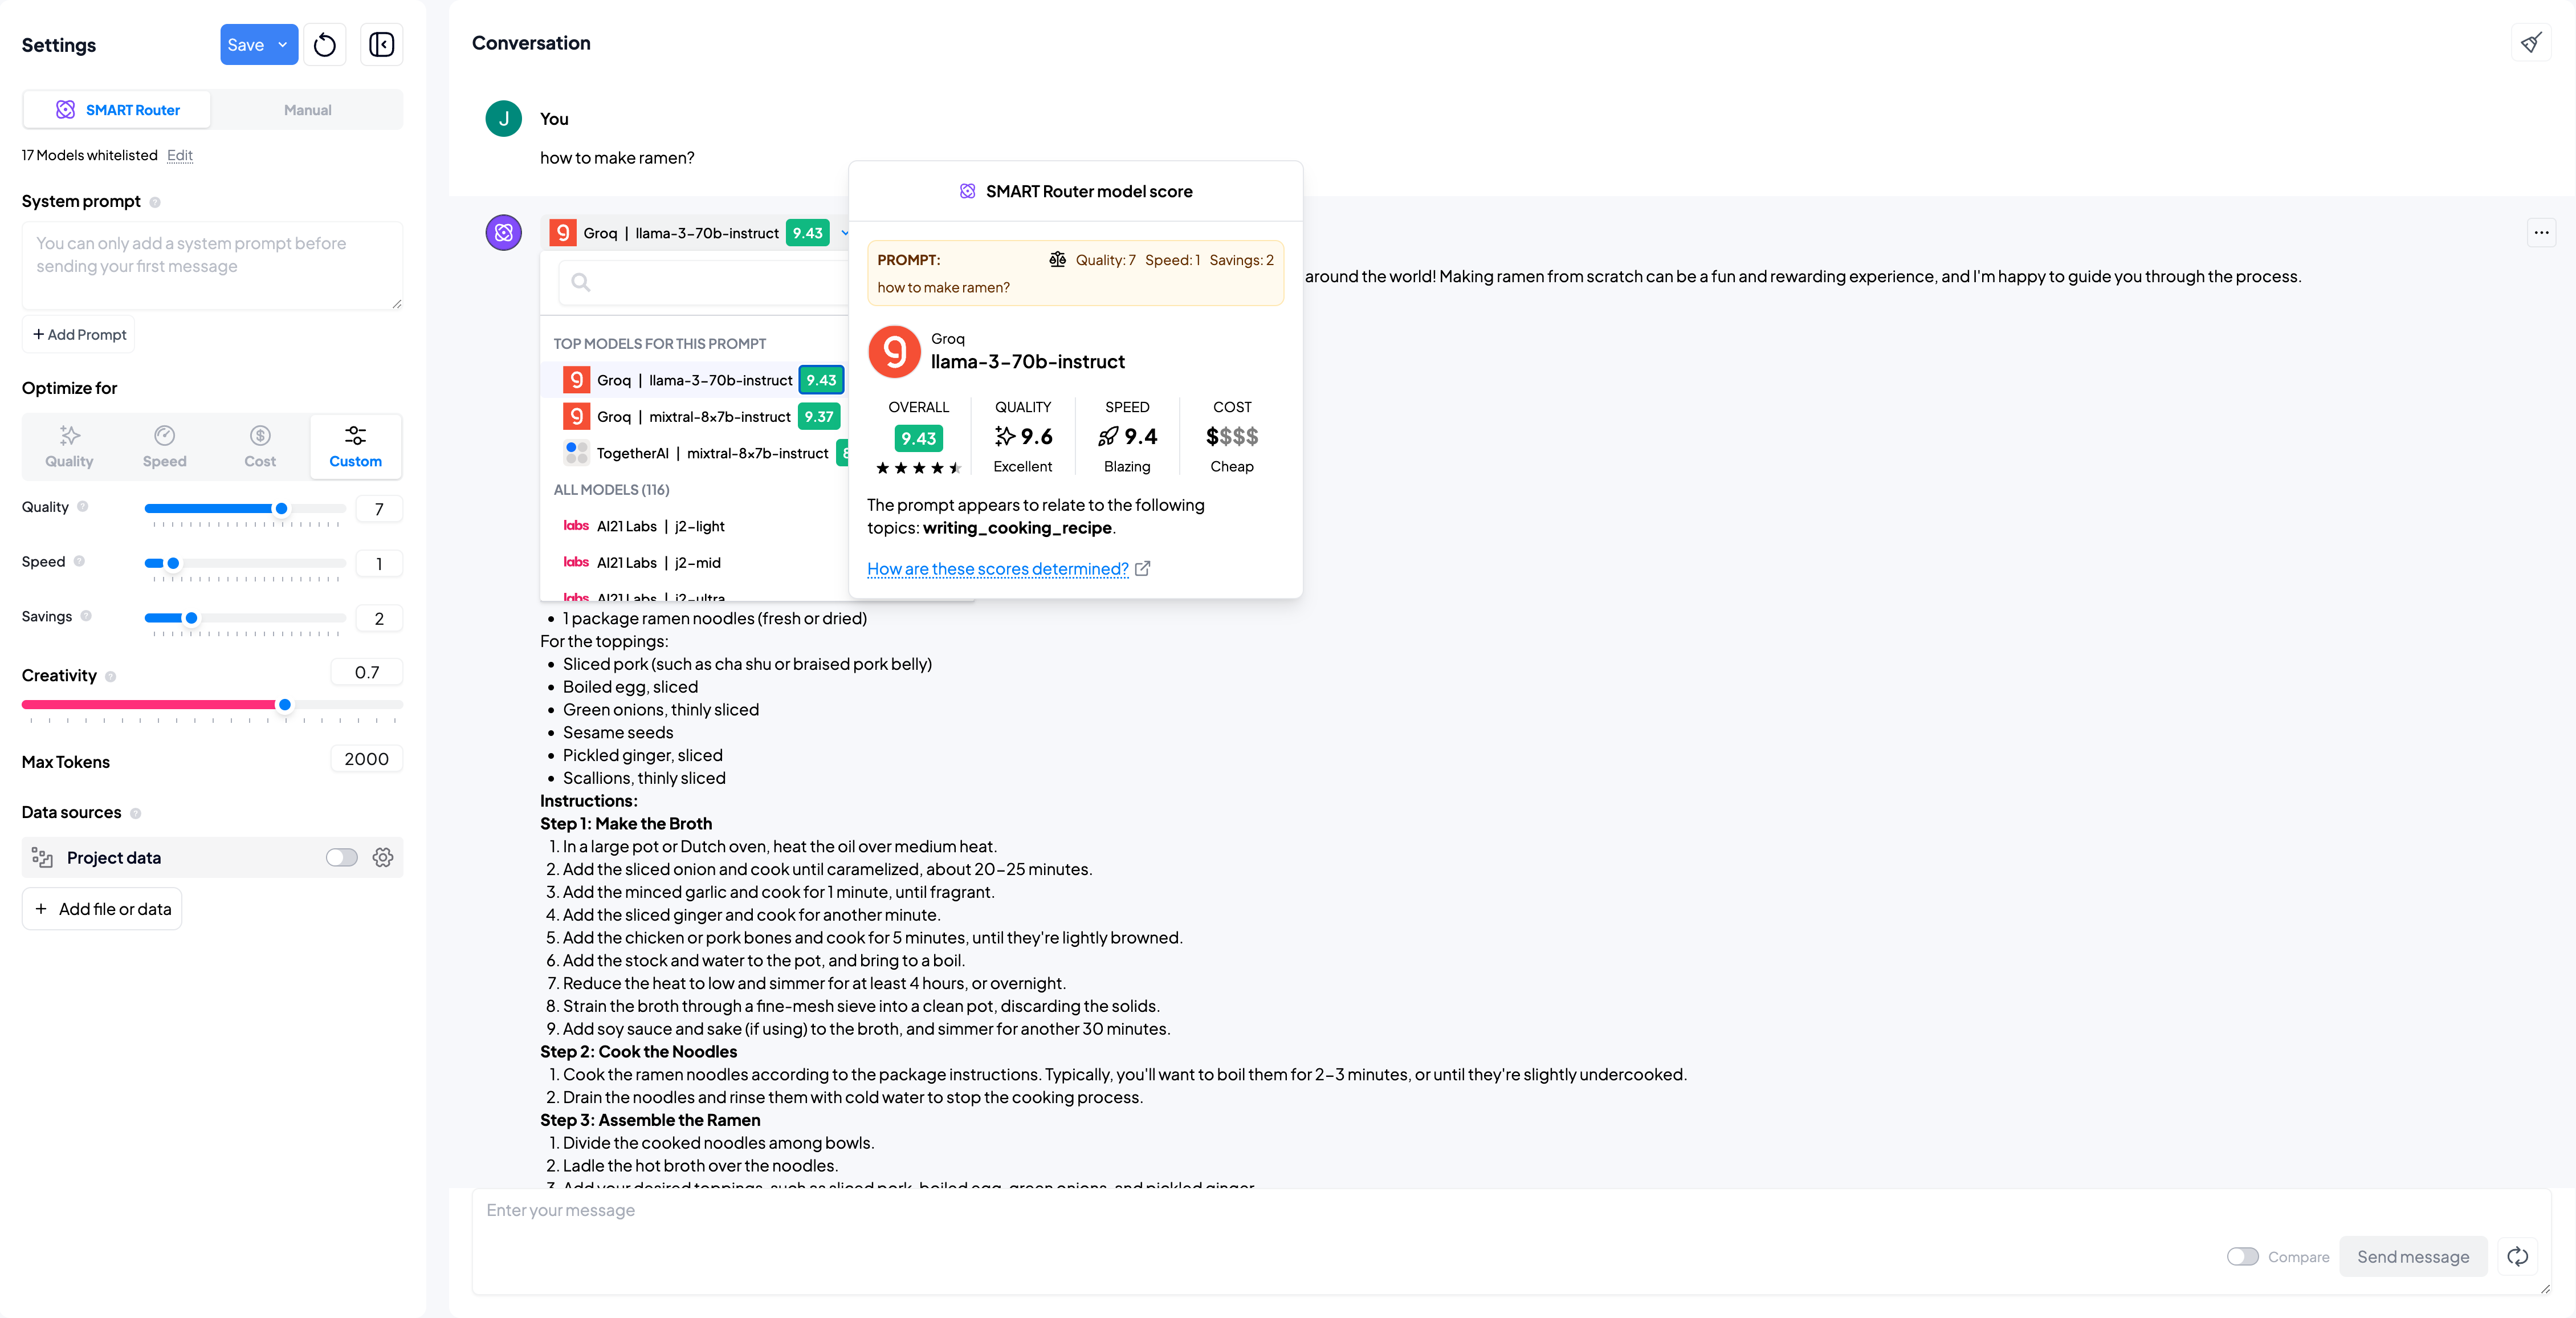 Settings
Save
SMART Router
Manual
17 Models whitelisted Edit
System prompt
You can only add a system prompt before
sending your first message
+ Add Prompt
Optimize for
Quality
Speed
Cost
Custom
Quality 7
Speed 1
Savings 2
Creativity 0.7
Max Tokens 2000
Data sources
Project data
+ Add file or data
Conversation
J
You
how to make ramen?
Groq | llama-3-70b-instruct 9.43
around the world! Making ramen from scratch can be a fun and rewarding experience, and I'm happy to guide you through the process.
TOP MODELS FOR THIS PROMPT
Groq | llama-3-70b-instruct 9.43
Groq | mixtral-8x7b-instruct 9.37
TogetherAI | mixtral-8x7b-instruct
ALL MODELS (116)
labs AI21 Labs | j2-light
labs AI21 Labs | j2-mid
labs AI21 Labs | j2-ultra
SMART Router model score
PROMPT: Quality: 7 Speed: 1 Savings: 2
how to make ramen?
Groq
llama-3-70b-instruct
OVERALL
9.43
QUALITY
9.6
Excellent
SPEED
9.4
Blazing
COST
$$$$
Cheap
The prompt appears to relate to the following
topics: writing_cooking_recipe.
How are these scores determined?
• 1 package ramen noodles (fresh or dried)
For the toppings:
• Sliced pork (such as cha shu or braised pork belly)
• Boiled egg, sliced
• Green onions, thinly sliced
• Sesame seeds
• Pickled ginger, sliced
• Scallions, thinly sliced
Instructions:
Step 1: Make the Broth
1. In a large pot or Dutch oven, heat the oil over medium heat.
2. Add the sliced onion and cook until caramelized, about 20-25 minutes.
3. Add the minced garlic and cook for 1 minute, until fragrant.
4. Add the sliced ginger and cook for another minute.
5. Add the chicken or pork bones and cook for 5 minutes, until they're lightly browned.
6. Add the stock and water to the pot, and bring to a boil.
7. Reduce the heat to low and simmer for at least 4 hours, or overnight.
8. Strain the broth through a fine-mesh sieve into a clean pot, discarding the solids.
9. Add soy sauce and sake (if using) to the broth, and simmer for another 30 minutes.
Step 2: Cook the Noodles
1. Cook the ramen noodles according to the package instructions. Typically, you'll want to boil them for 2-3 minutes, or until they're slightly undercooked.
2. Drain the noodles and rinse them with cold water to stop the cooking process.
Step 3: Assemble the Ramen
1. Divide the cooked noodles among bowls.
2. Ladle the hot broth over the noodles.
3. Add your desired toppings, such as sliced pork, boiled egg, green onions, and pickled ginger.
Enter your message
Compare
Send message